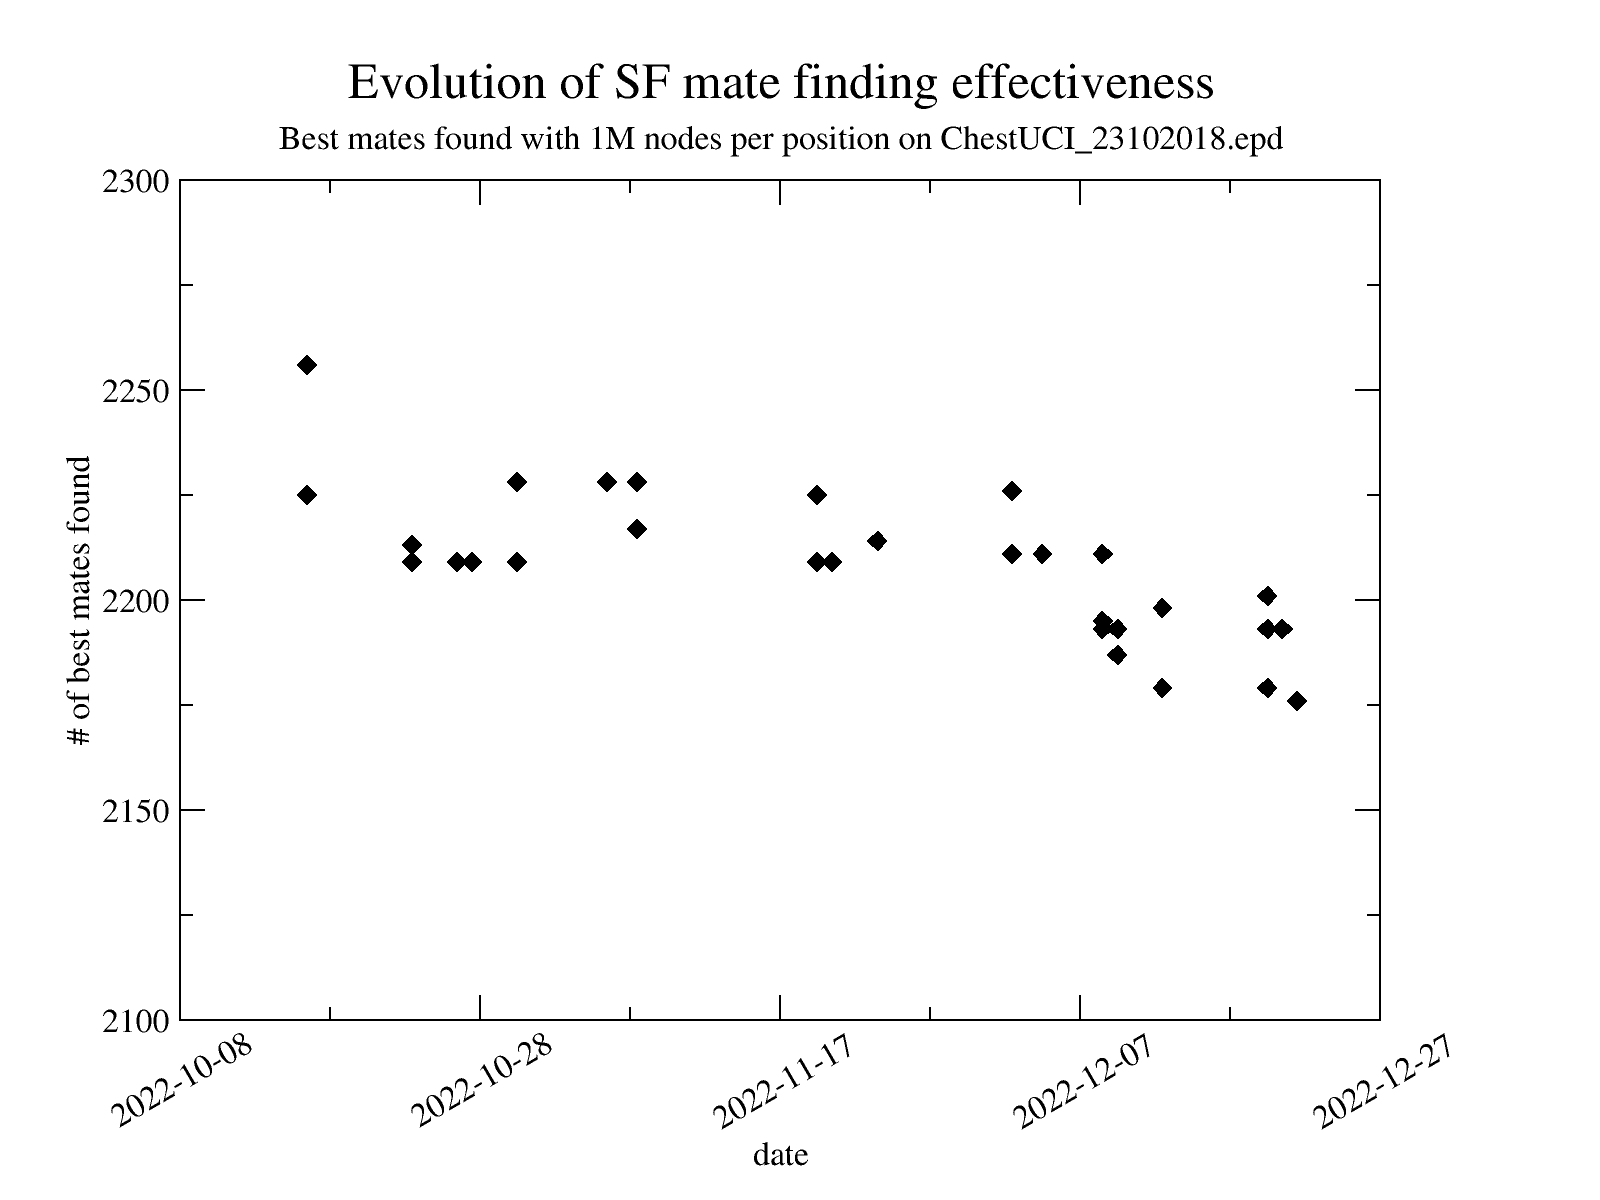 Evolution of SF mate finding effectiveness
Best mates found with 1M nodes per position on ChestUCI_23102018.epd
2300
2250
2200
2150
2100
# of best mates found
2022-10-08
2022-10-28
2022-11-17
2022-12-07
2022-12-27
date